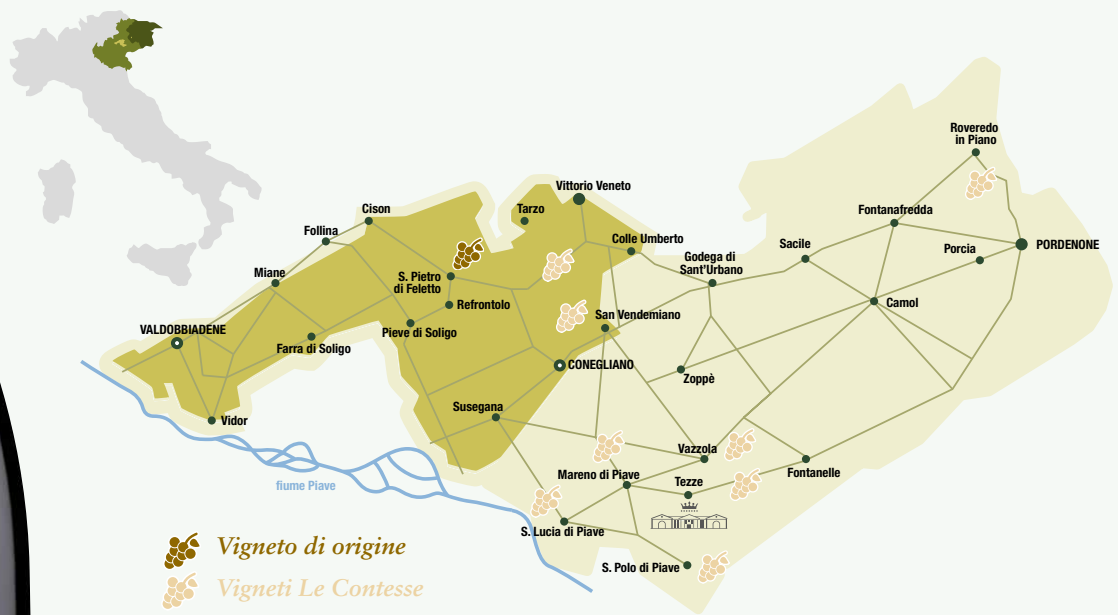 Roveredo
in Piano
Vittorio Veneto
Cison
Tarzo
Fontanafredda
Follina
Colle Umberto
Sacile
PORDENONE
Porcia
Godega di
Sant'Urbano
Miane
S. Pietro
di Feletto
Refrontolo
Camol
San Vendemiano
VALDOBBIADENE
Pieve di Soligo
Farra di Soligo
CONEGLIANO
Zoppè
Susegana
Vidor
Vazzola
Mareno di Piave
Fontanelle
Tezze
fiume Piave
S. Lucia di Piave
S. Polo di Piave
Vigneto di origine
Vigneti Le Contesse